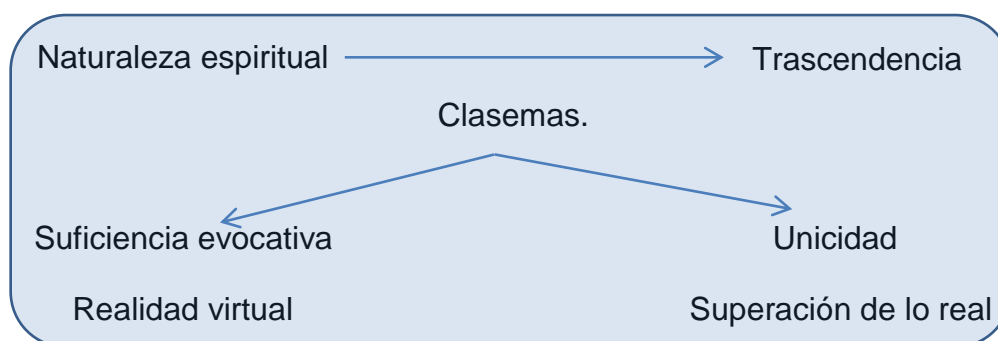 Naturaleza espiritual Trascendencia
Clasemas.
Suficiencia evocativa Unicidad
Realidad virtual Superación de lo real